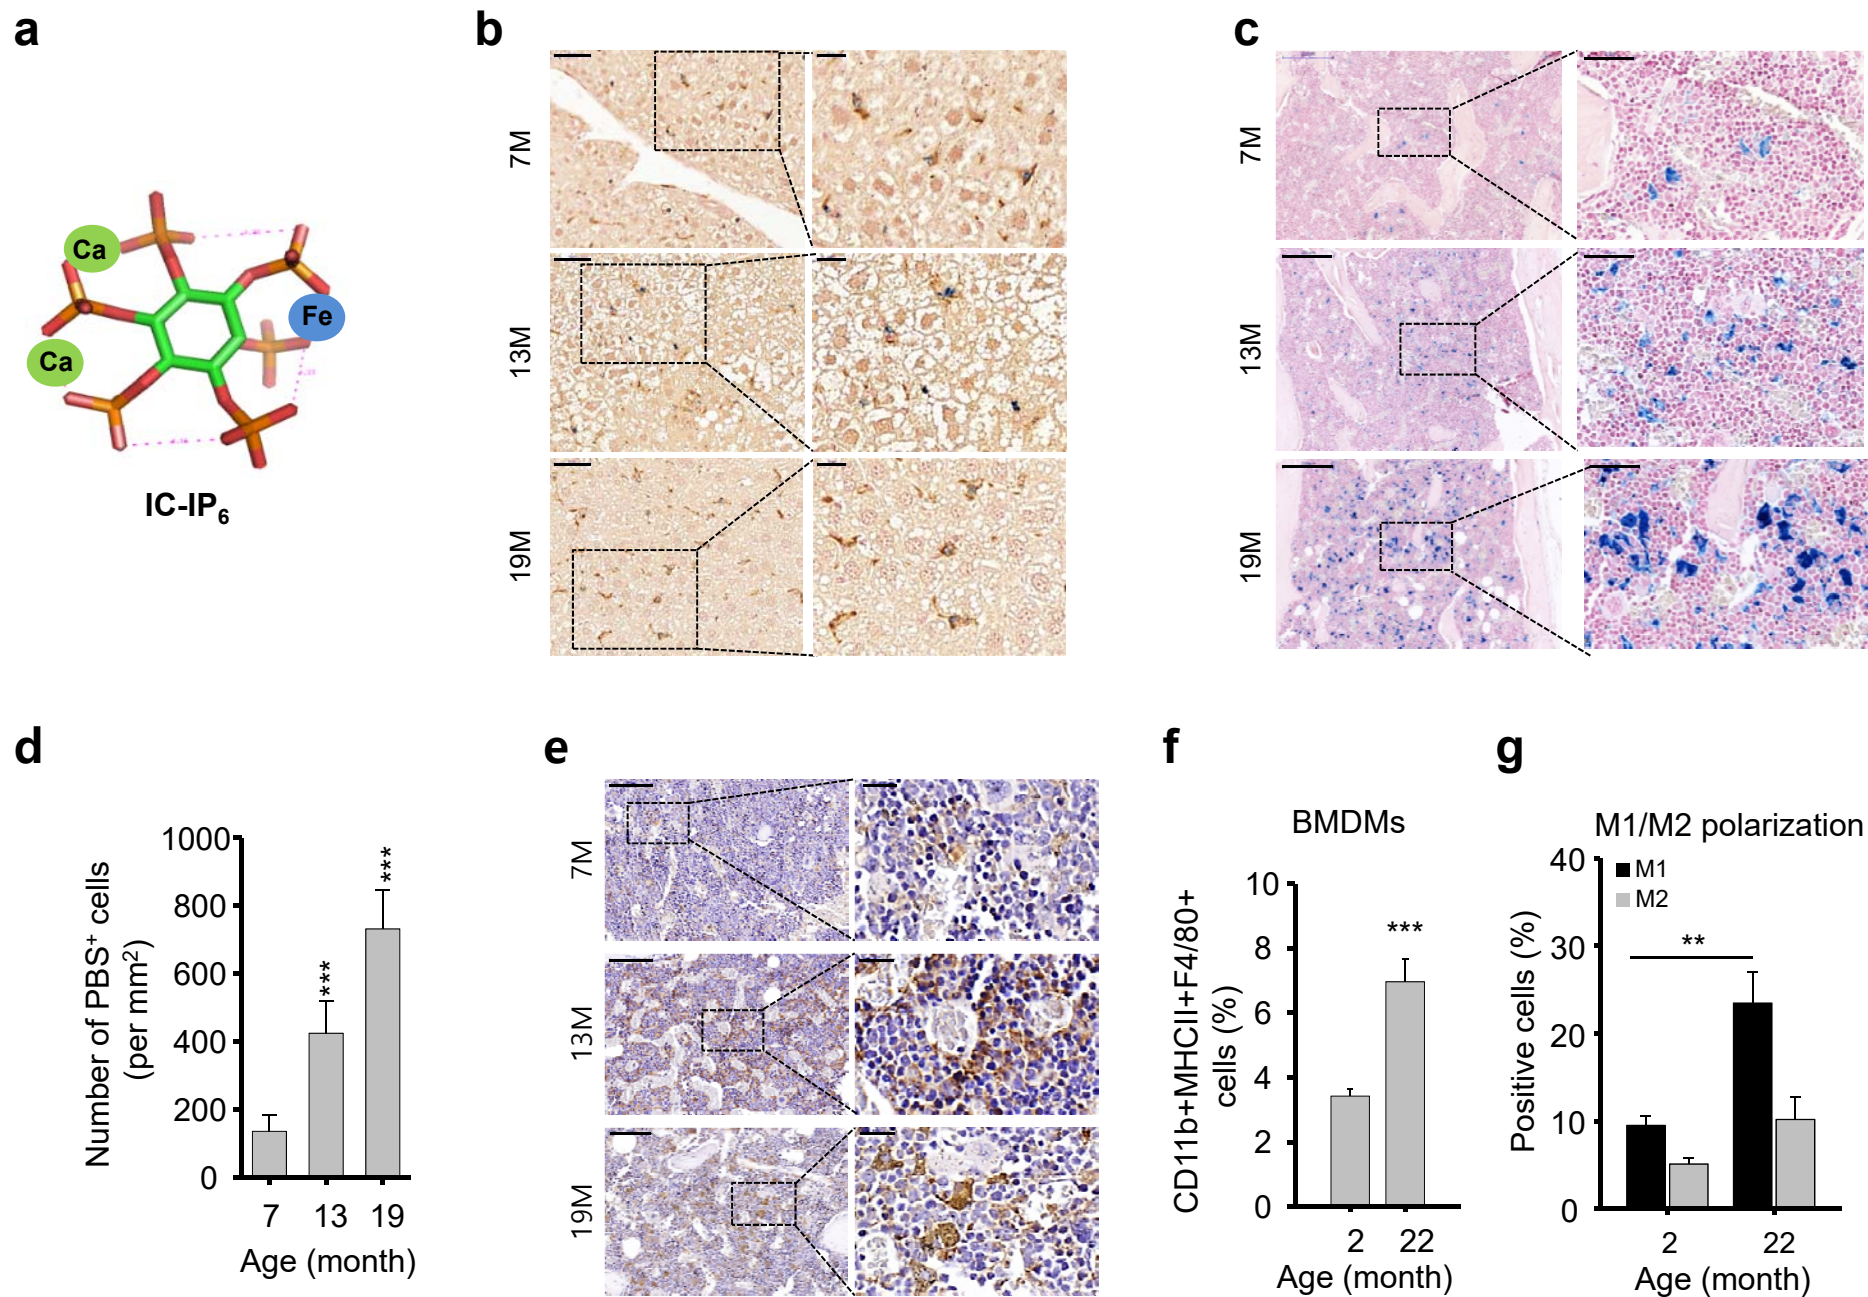 a
Ca
Ca
Fe
IC-IP6
b
7M
13M
19M
c
7M
13M
19M
d
Number of PBS+ cells
(per mm2)
1000
800
600
400
200
0
***
***
7 13 19
Age (month)
e
7M
13M
19M
f
BMDMs
CD11b+MHCII+F4/80+
cells (%)
10
8
6
4
2
0
***
2 22
Age (month)
g
M1/M2 polarization
Positive cells (%)
40
30
20
10
0
M1
M2
**
2 22
Age (month)